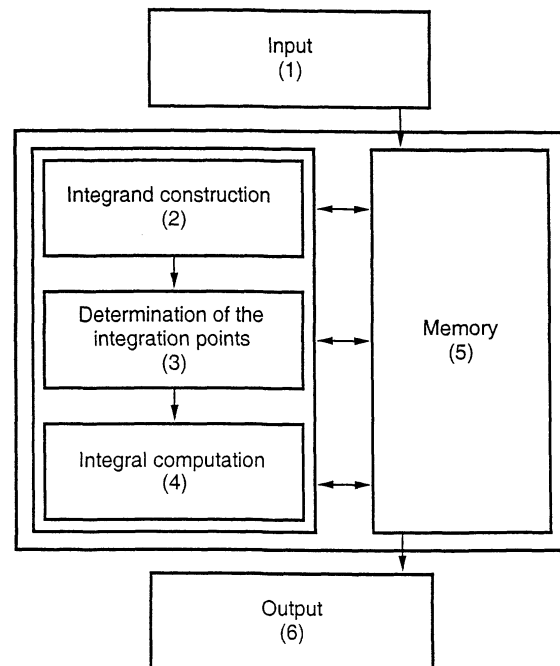 Input
(1)
Integrand construction
(2)
Determination of the
integration points
(3)
Integral computation
(4)
Memory
(5)
Output
(6)